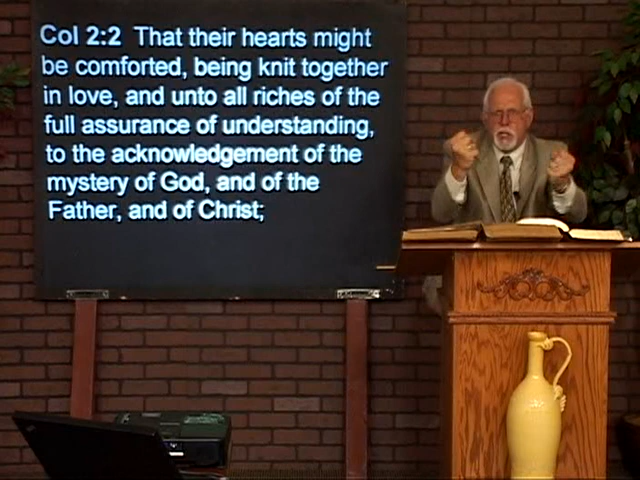 Col 2:2 That their hearts might
be comforted, being knit together
in love, and unto all riches of the
full assurance of understanding,
to the acknowledgement of the
mystery of God, and of the
Father, and of Christ;